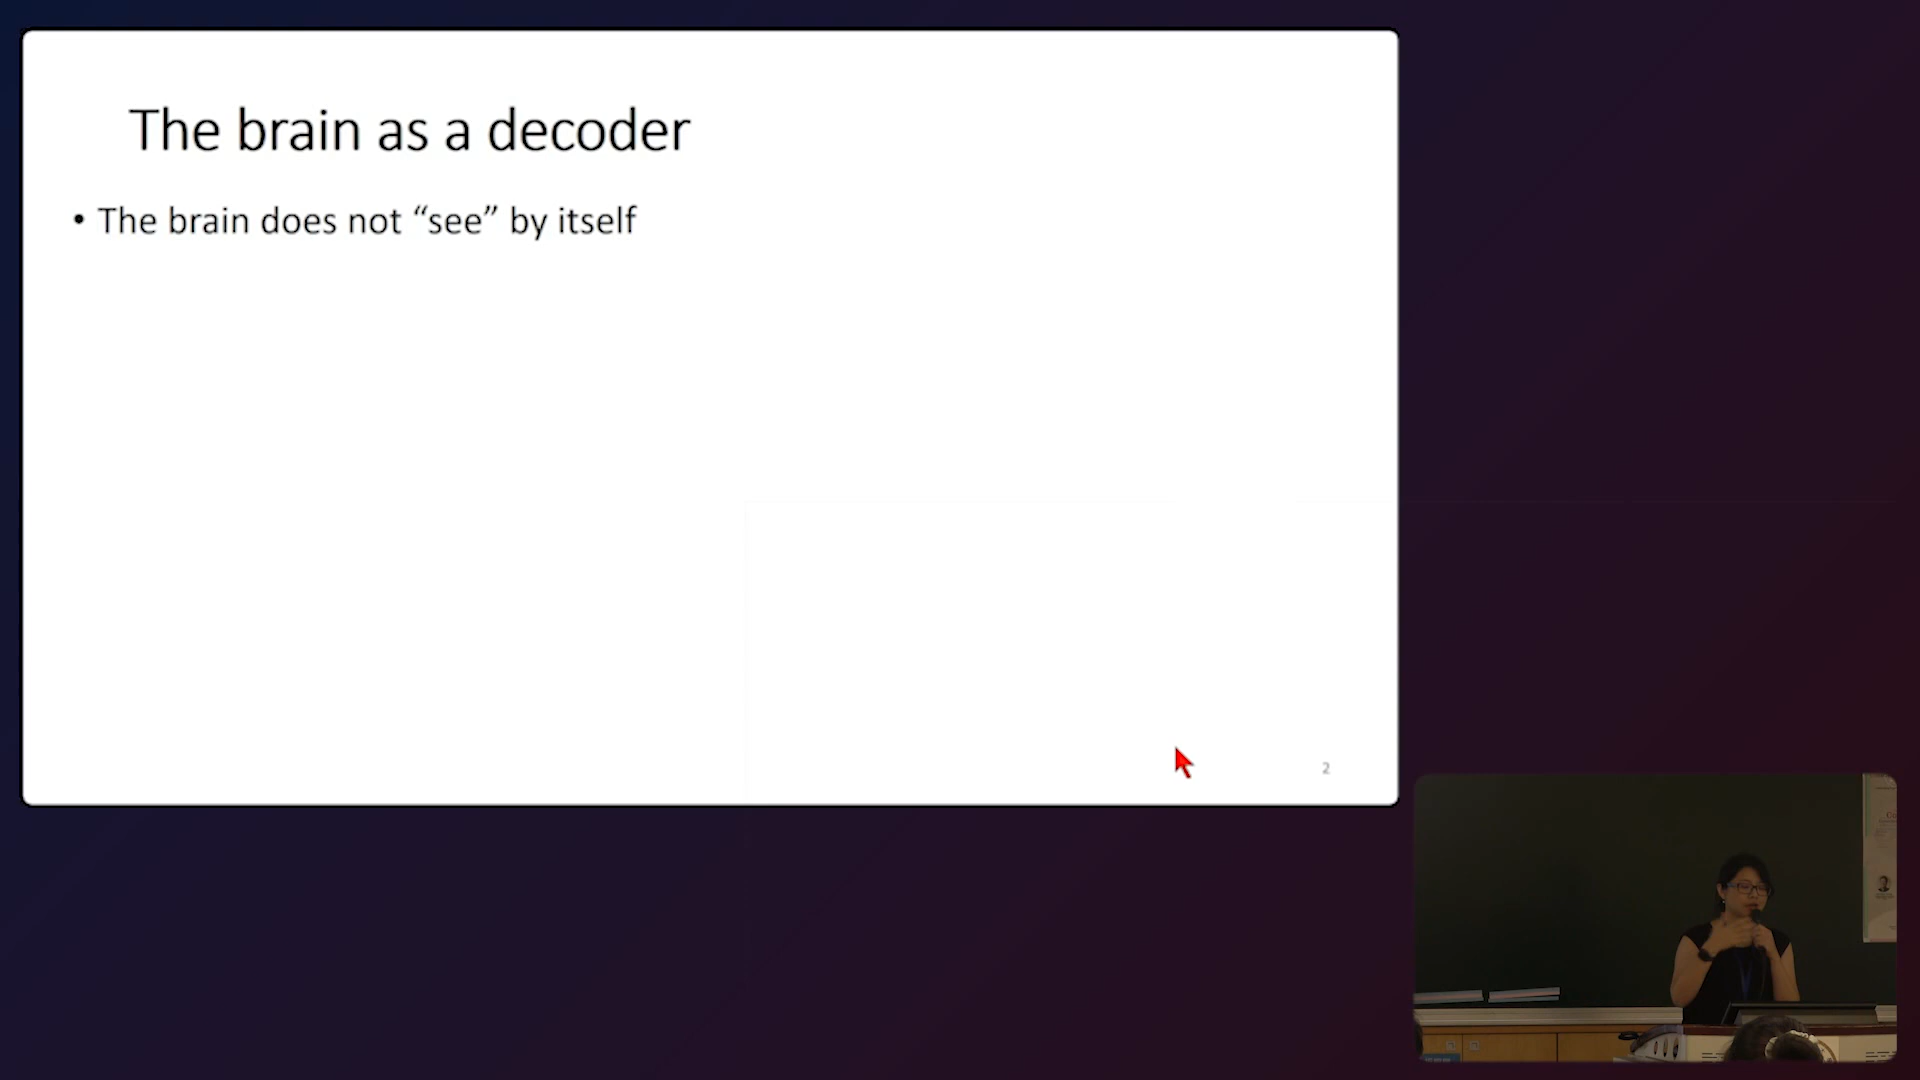 The brain as a decoder
• The brain does not “see” by itself
2